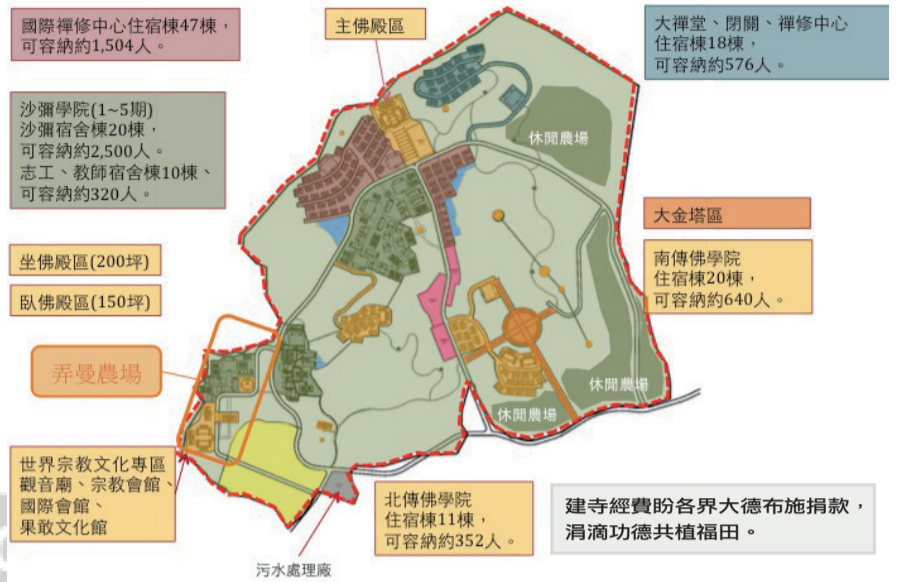 國際禪修中心住宿棟47棟，
可容納約1,504人。
主佛殿區
大禪堂、閉關、禪修中心
住宿棟18棟，
可容納約576人。
沙彌學院(1~5期)
沙彌宿舍棟20棟，
可容納約2,500人。
志工、教師宿舍棟10棟、
可容納約320人。
休閒農場
大金塔區
坐佛殿區(200坪)
南傳佛學院
住宿棟20棟，
可容納約640人。
臥佛殿區(150坪)
弄曼農場
休閒農場
休閒農場
世界宗教文化專區
觀音廟、宗教會館、
國際會館、
果敢文化館
北傳佛學院
住宿棟11棟，
可容納約352人。
建寺經費盼各界大德布施捐款，
涓滴功德共植福田。
污水處理廠